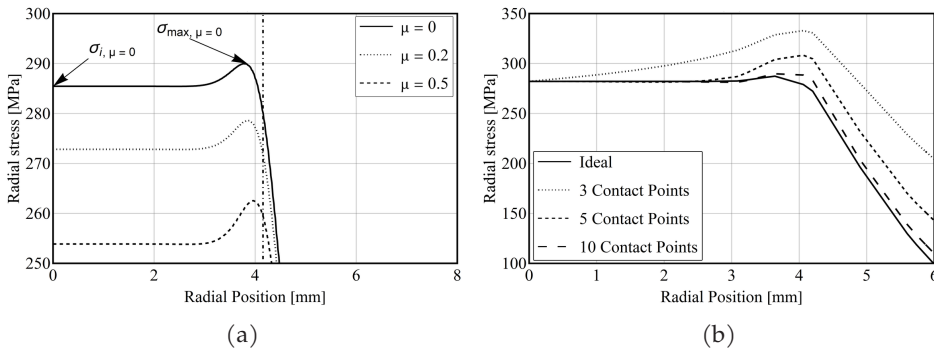 300
290
280
270
260
250
0
2
4
6
8
Radial stress [MPa]
Radial Position [mm]
σi, μ = 0
σmax, μ = 0
μ = 0
μ = 0.2
μ = 0.5
(a)
350
300
250
200
150
100
0
1
2
3
4
5
6
Radial stress [MPa]
Radial Position [mm]
Ideal
3 Contact Points
5 Contact Points
10 Contact Points
(b)